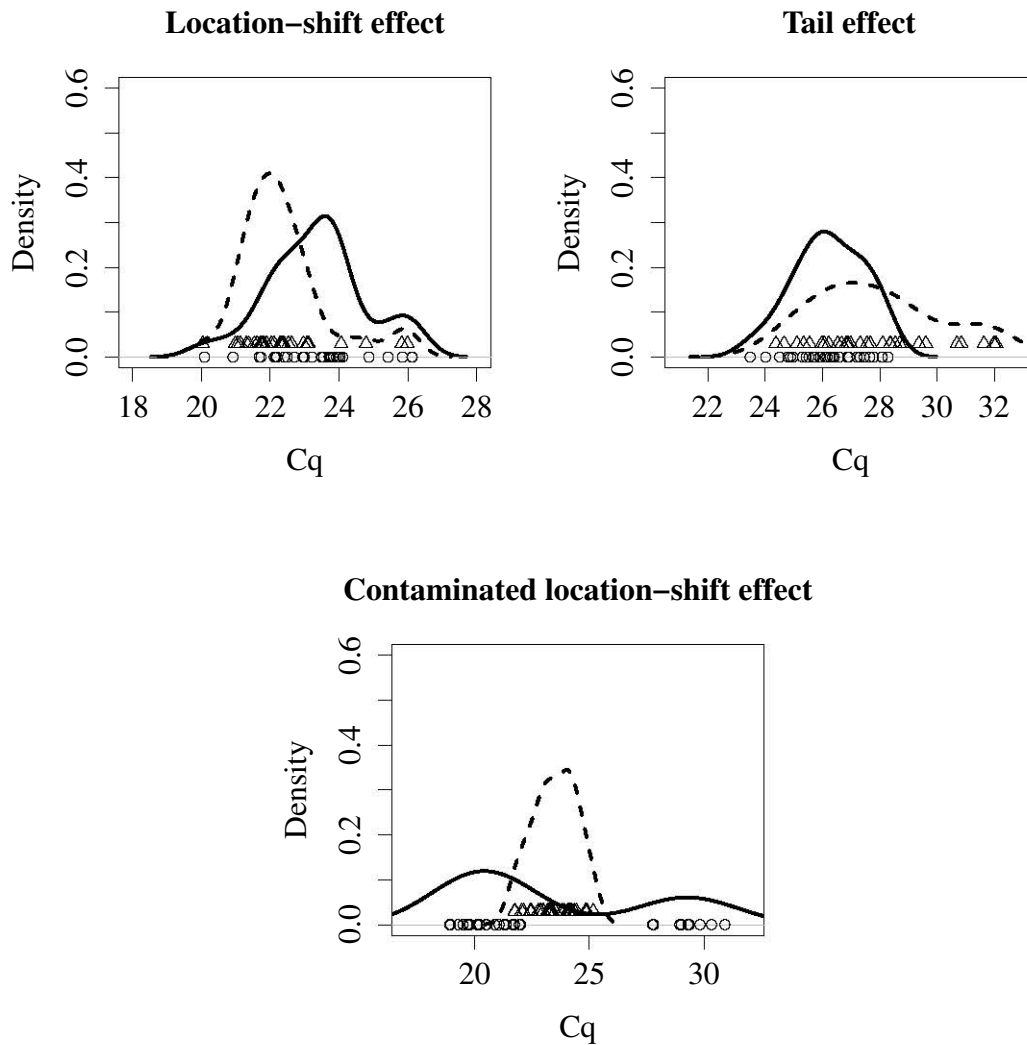 Location−shift effect
Density
0.0 0.2 0.4 0.6
18 20 22 24 26 28
Cq
Tail effect
Density
0.0 0.2 0.4 0.6
22 24 26 28 30 32
Cq
Contaminated location−shift effect
Density
0.0 0.2 0.4 0.6
20 25 30
Cq